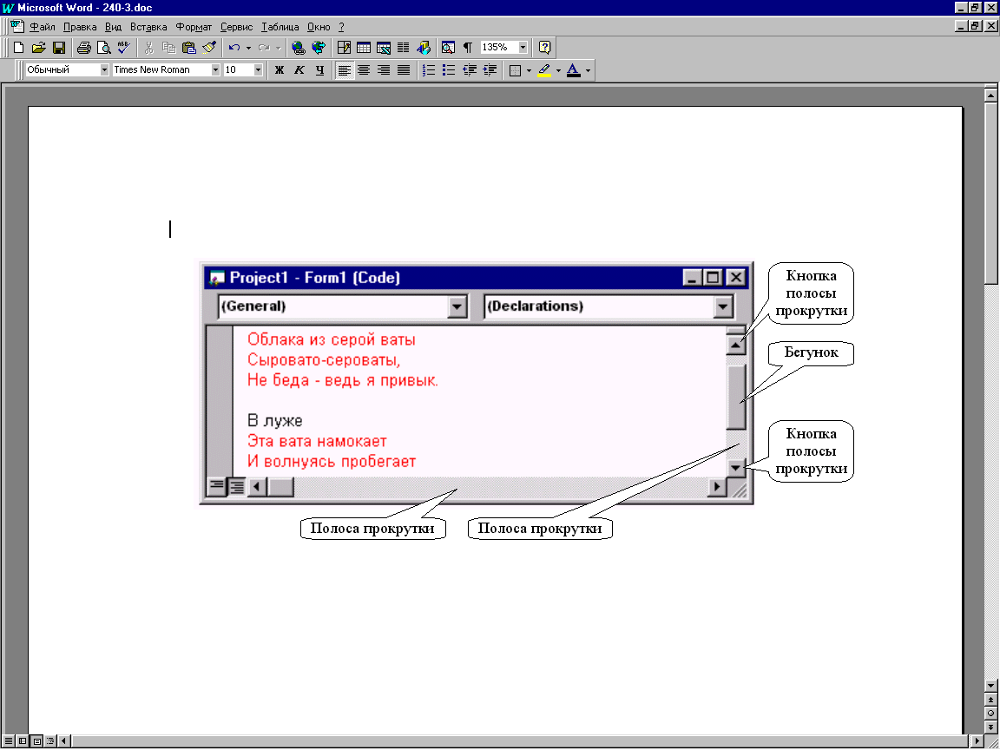 Microsoft Word - 240-3.doc
Файл Правка Вид Вставка Формат Сервис Таблица Окно ?
135%
Обычный Times New Roman 10 Ж К Ч
Project1 - Form1 (Code)
(General) (Declarations)
Облака из серой ваты
Сыровато-сероваты,
Не беда - ведь я привык.
В луже
Эта вата намокает
И волнуясь пробегает
Кнопка
полосы
прокрутки
Бегунок
Кнопка
полосы
прокрутки
Полоса прокрутки Полоса прокрутки